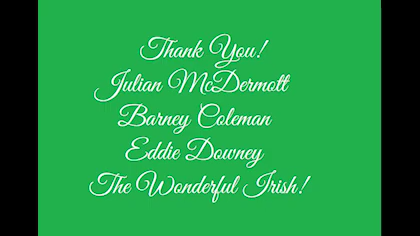 Thank You!
Julian McDermott
Barney Coleman
Eddie Downey
The Wonderful Irish!